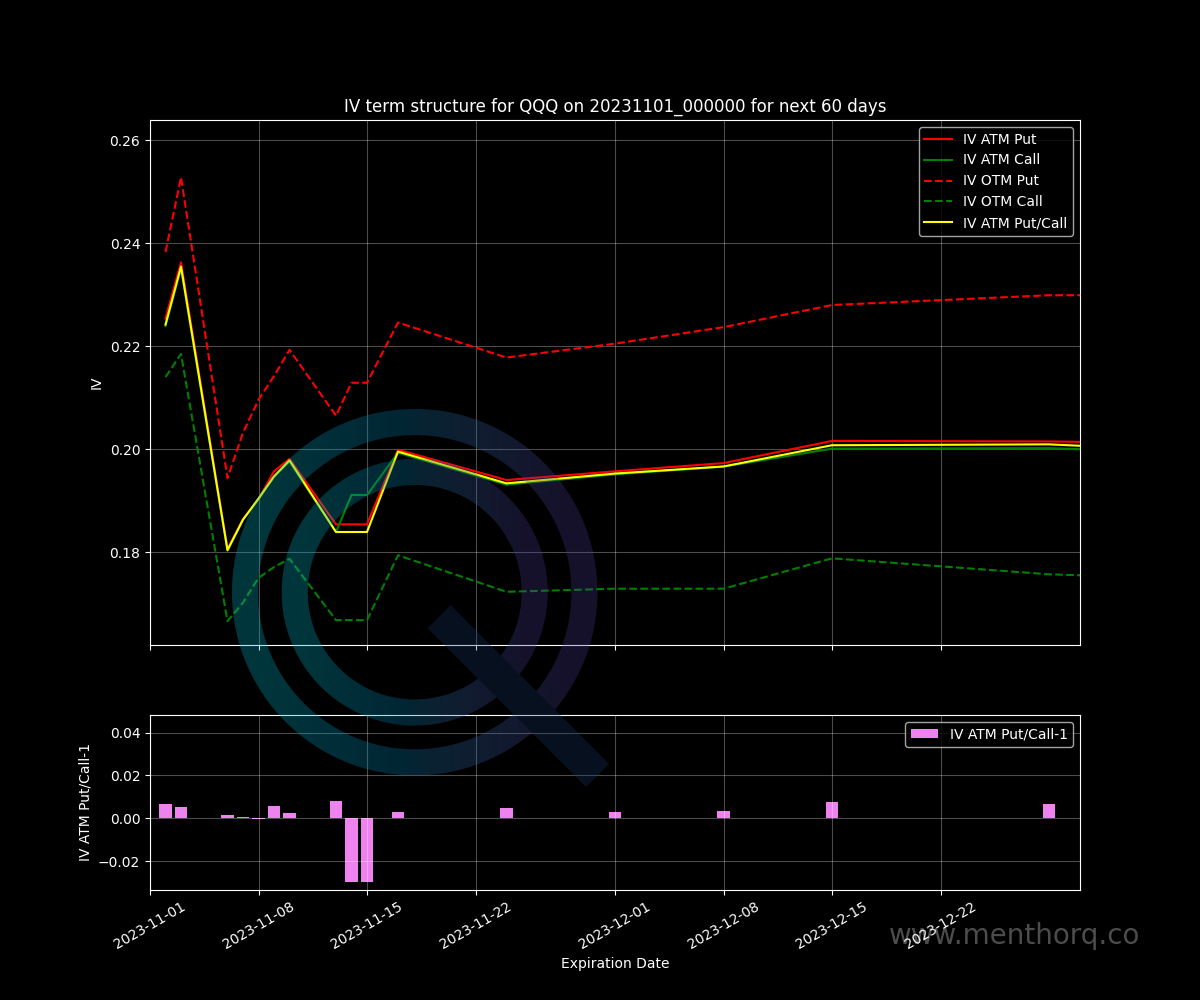 IV term structure for QQQ on 20231101_000000 for next 60 days
0.26
0.24
0.22
0.20
0.18
IV
IV ATM Put
IV ATM Call
IV OTM Put
IV OTM Call
IV ATM Put/Call
0.04
0.02
0.00
−0.02
IV ATM Put/Call-1
IV ATM Put/Call-1
2023-11-01
2023-11-08
2023-11-15
2023-11-22
2023-12-01
2023-12-08
2023-12-15
2023-12-22
www.menthorq.co
Expiration Date